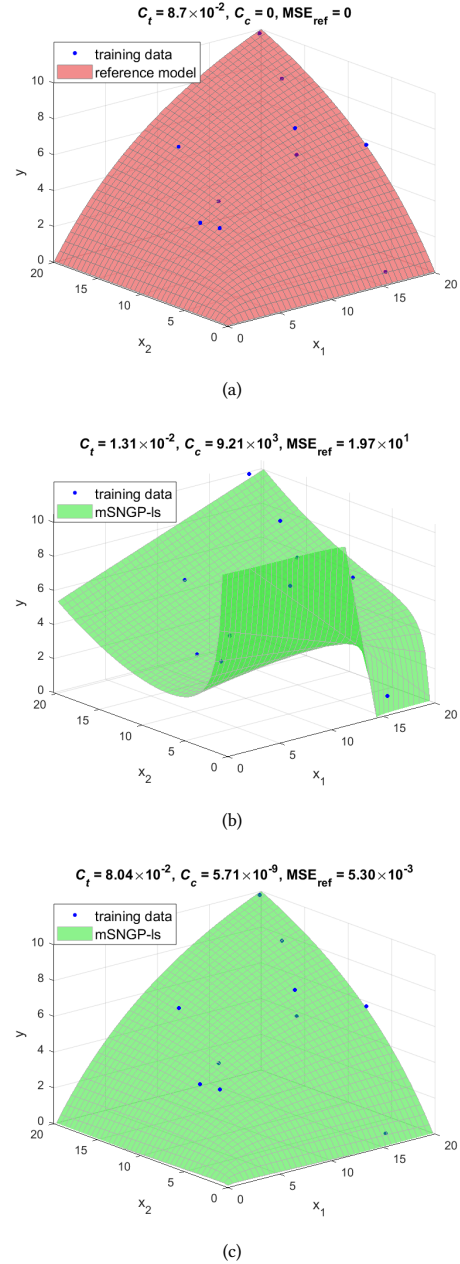 C_t = 8.7×10^-2, C_c = 0, MSE_ref = 0
training data
reference model
10
8
6
4
2
0
y
20
15
10
5
0
x_2
0
5
10
15
20
x_1
(a)
C_t = 1.31×10^-2, C_c = 9.21×10^3, MSE_ref = 1.97×10^1
training data
mSNGP-ls
10
8
6
4
2
0
y
20
15
10
5
0
x_2
0
5
10
15
20
x_1
(b)
C_t = 8.04×10^-2, C_c = 5.71×10^-9, MSE_ref = 5.30×10^-3
training data
mSNGP-ls
10
8
6
4
2
0
y
20
15
10
5
0
x_2
0
5
10
15
20
x_1
(c)